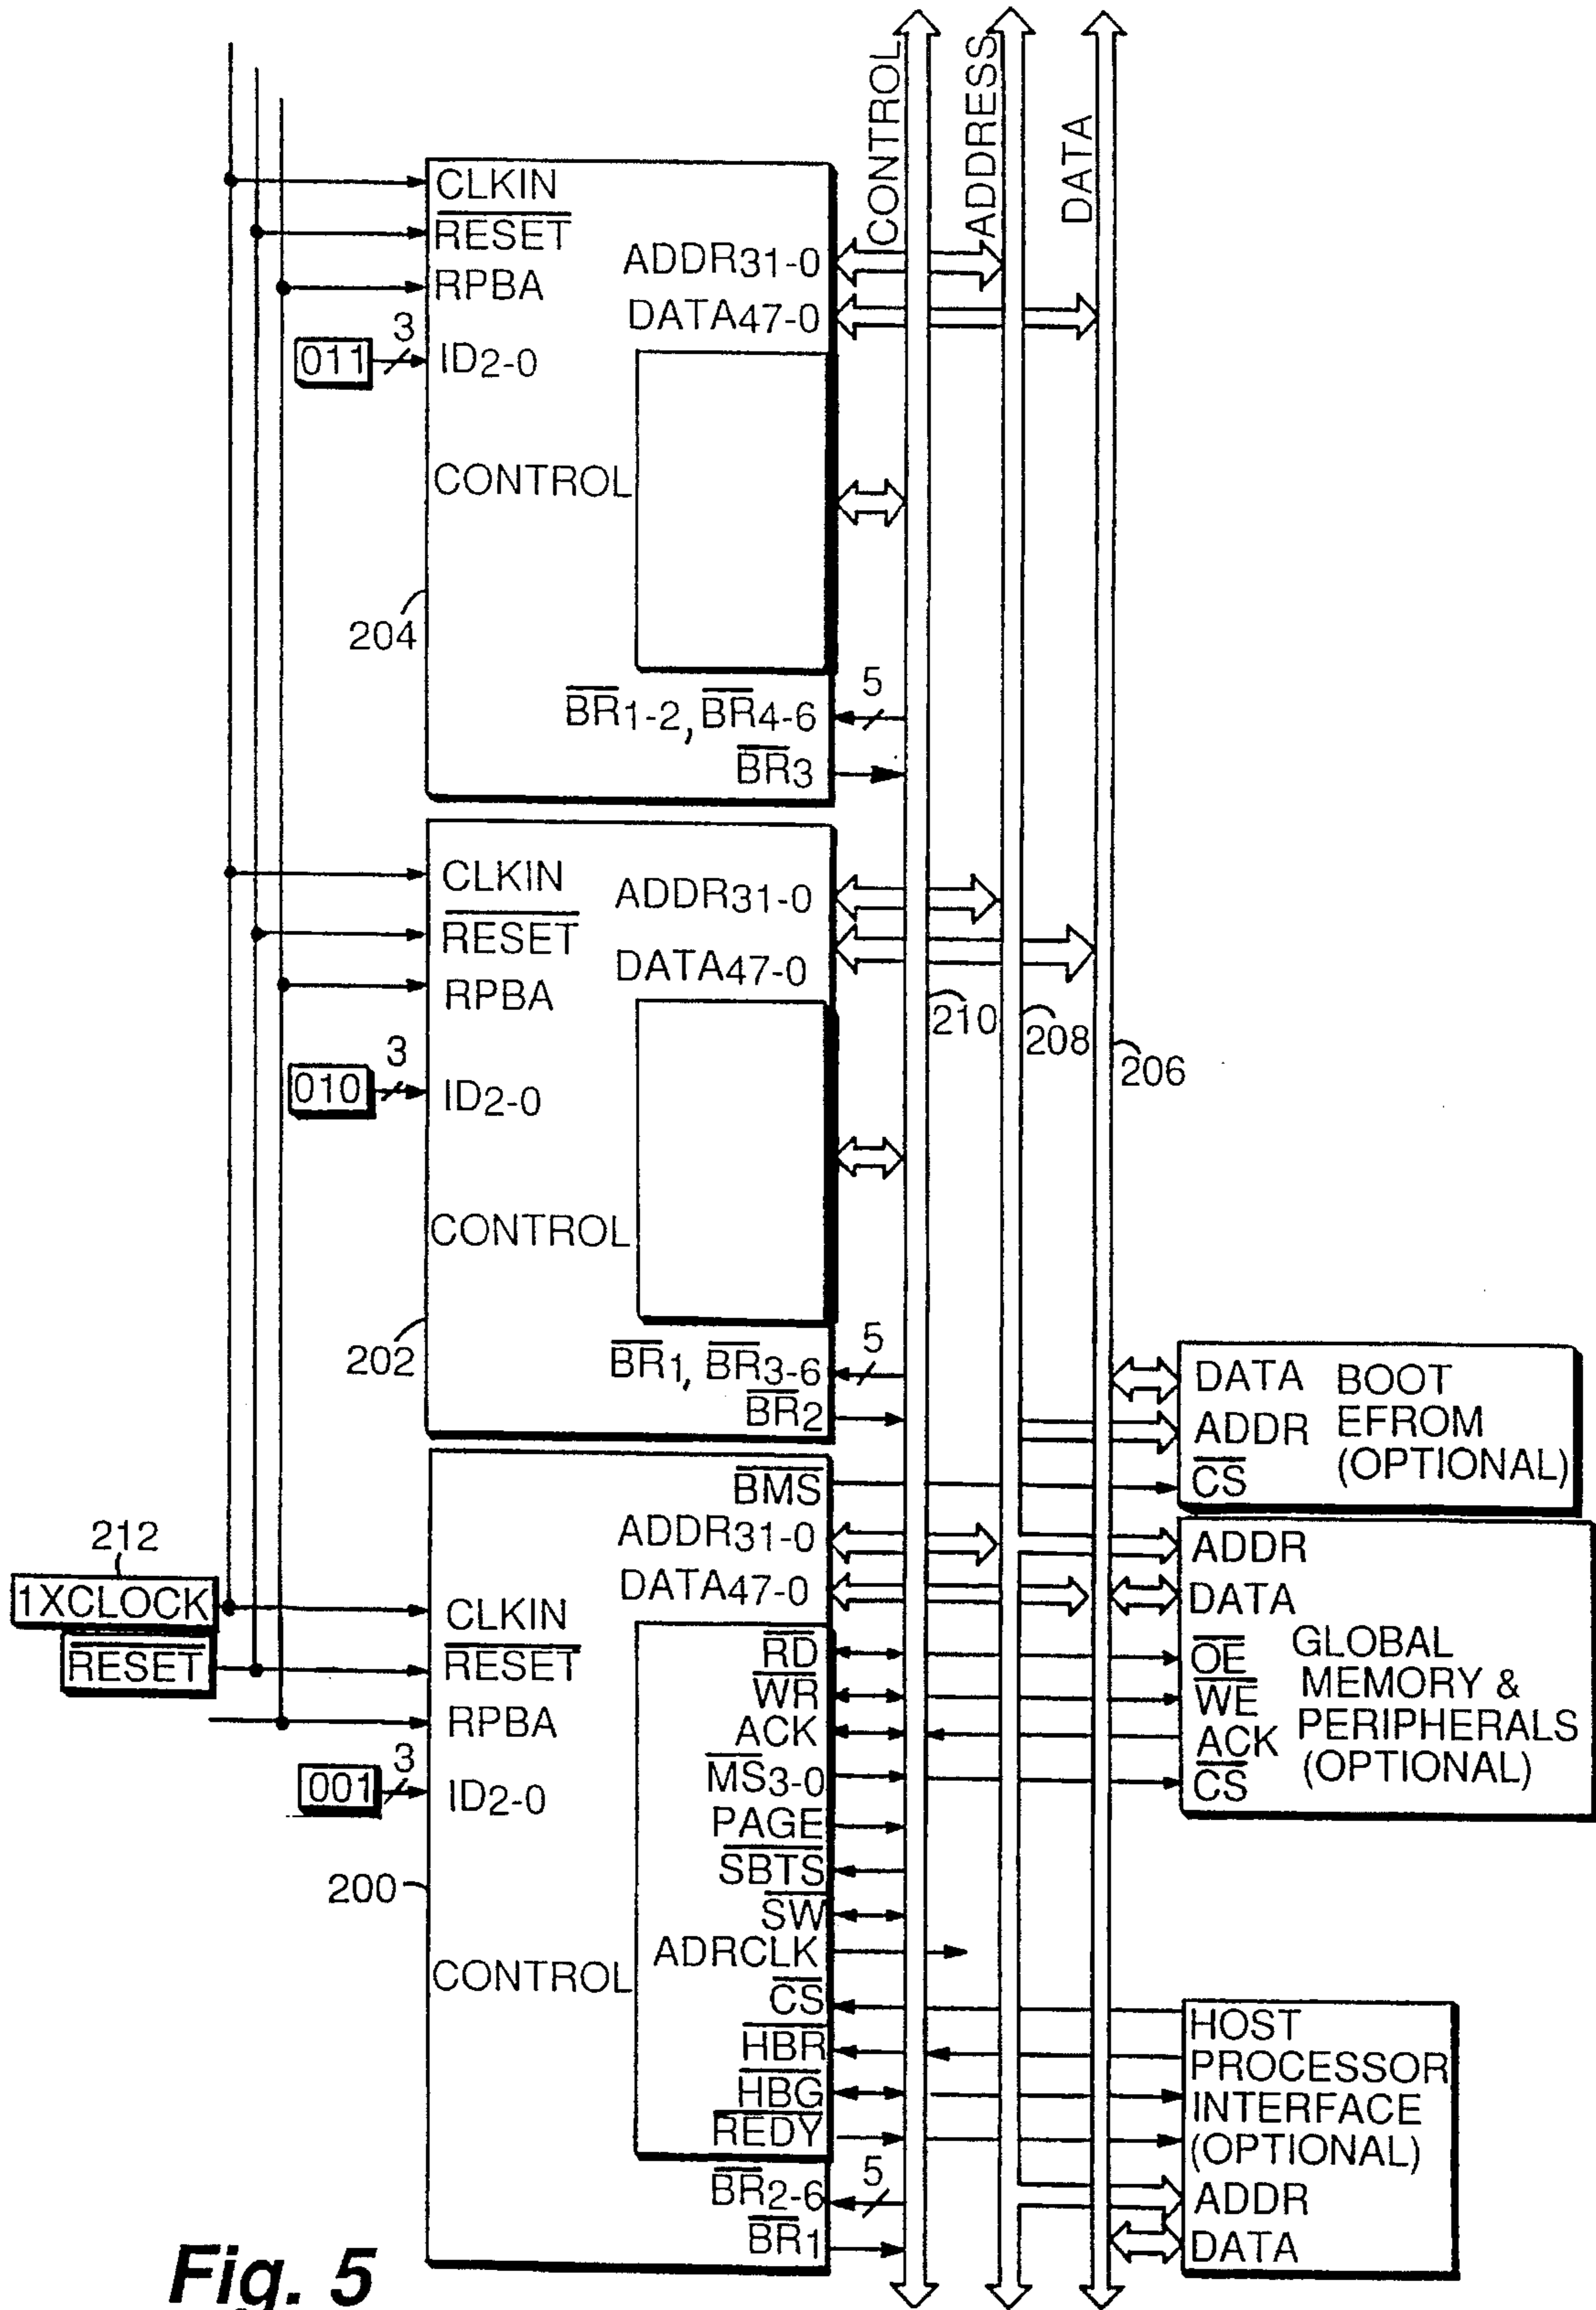 CONTROL
ADDRESS
DATA
CLKIN
RESET
RPBA
3
011
ID2-0
ADDR31-0
DATA47-0
CONTROL
204
5
BR1-2, BR4-6
BR3
CLKIN
RESET
RPBA
3
010
ID2-0
ADDR31-0
DATA47-0
CONTROL
210
208
206
202
5
BR1, BR3-6
BR2
DATA BOOT
ADDR EFROM
(OPTIONAL)
CS
212
1XCLOCK
RESET
CLKIN
RESET
RPBA
3
001
ID2-0
200
CONTROL
BMS
ADDR31-0
DATA47-0
RD
WR
ACK
MS3-0
PAGE
SBTS
SW
ADRCLK
CS
HBR
HBG
REDY
5
BR2-6
BR1
ADDR
DATA
OE GLOBAL
WE MEMORY &
ACK PERIPHERALS
CS (OPTIONAL)
HOST
PROCESSOR
INTERFACE
(OPTIONAL)
ADDR
DATA
Fig. 5